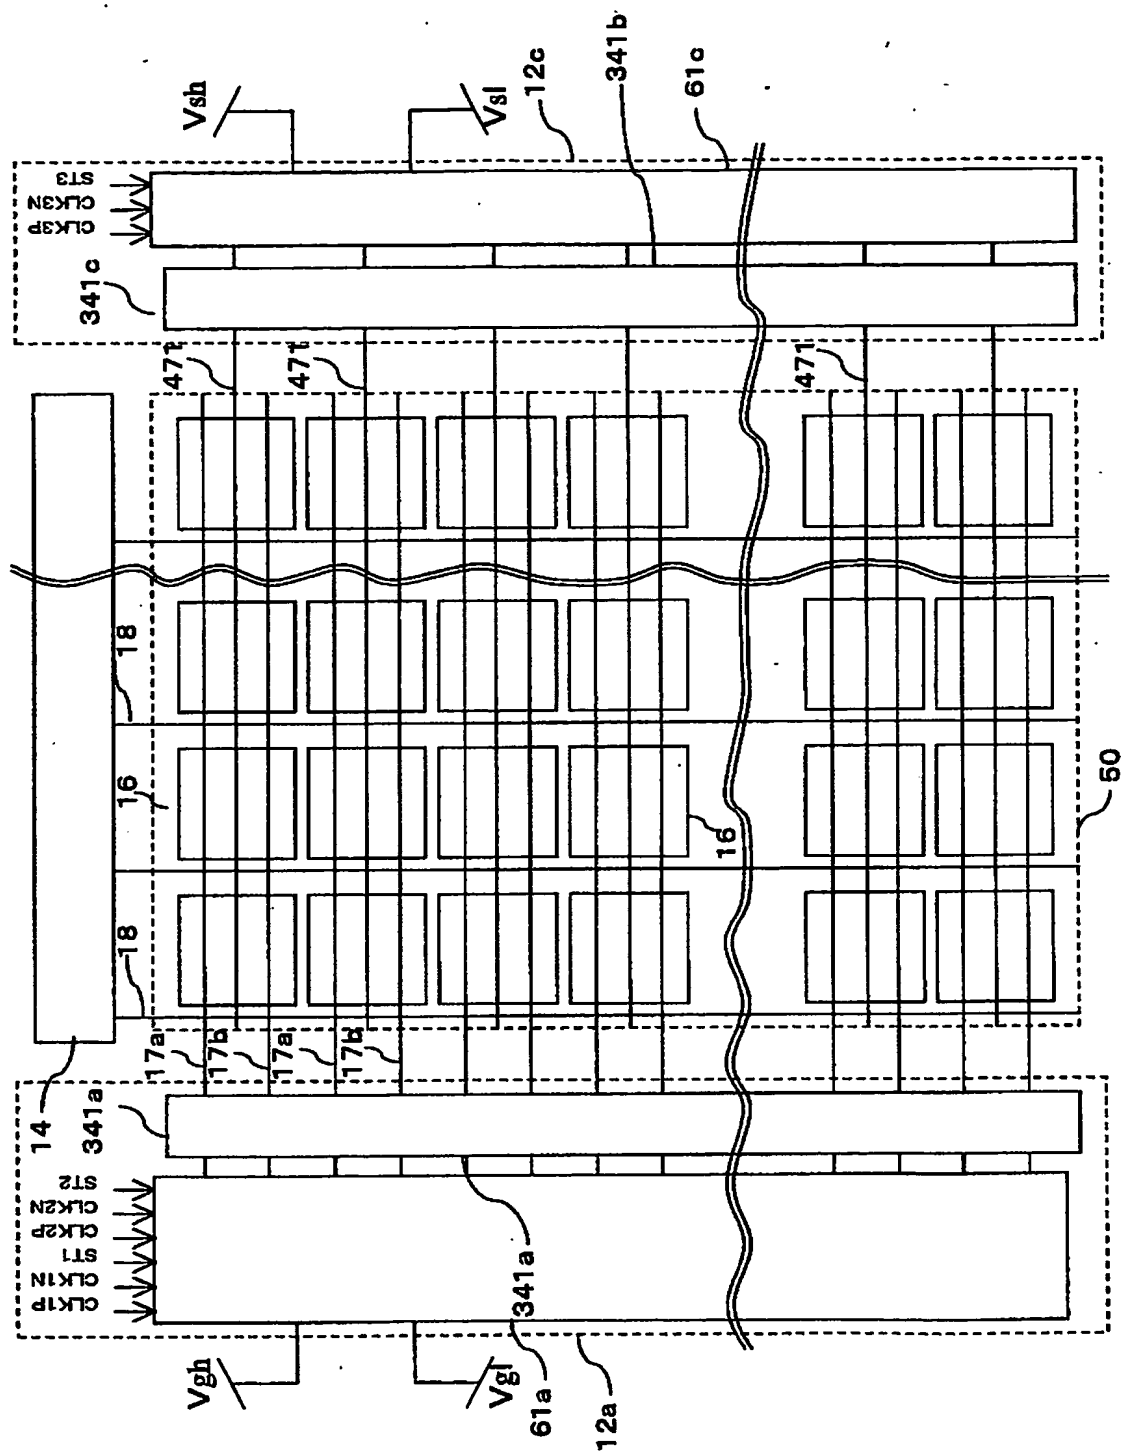 Vsh
Vsl
12c
341b
61c
ST3
CLK3N
CLK3P
341c
471
471
471
18
16
16
18
50
17a
17b
17a
17b
14
341a
ST2
CLK2N
CLK2P
ST1
CLK1N
CLK1P
341a
Vgh
Vgl
61a
12a